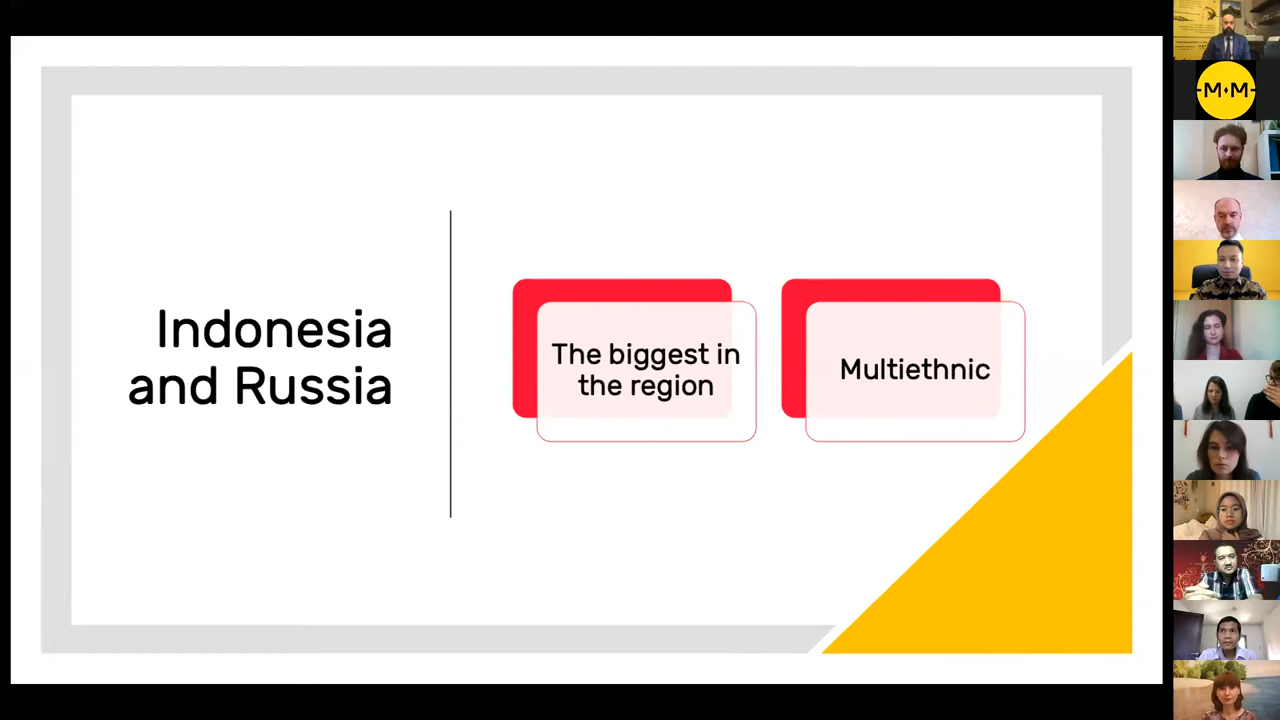 Indonesia
and Russia
The biggest in
the region
Multiethnic
M M